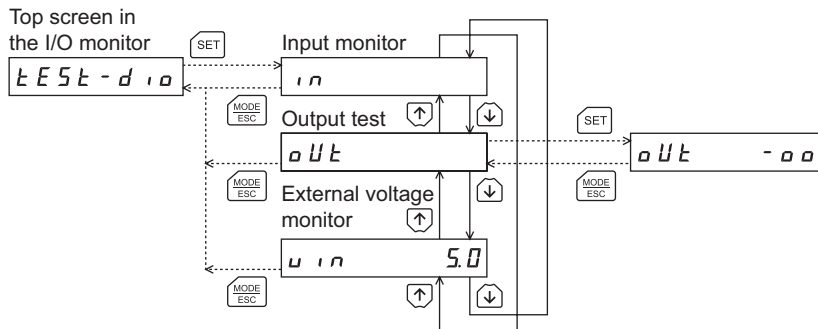 Top screen in
the I/O monitor
SET
Input monitor
tESt-dio
in
MODE
ESC
↑
↓
Output test
SET
oUt
oUt -oo
MODE
ESC
MODE
ESC
External voltage
monitor
↑
↓
vin 5.0
MODE
ESC
↑
↓